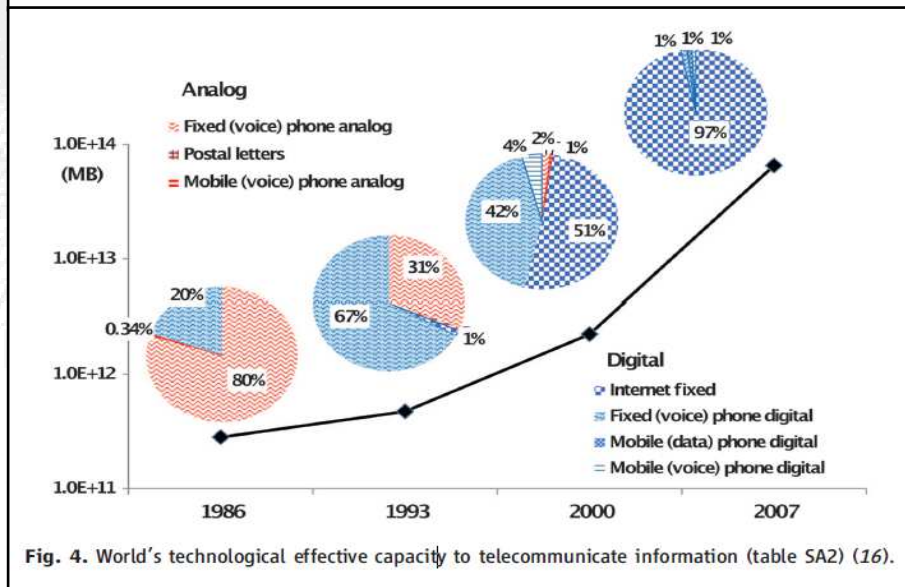 1% 1% 1%
97%
Analog
Fixed (voice) phone analog
Postal letters
Mobile (voice) phone analog
1.0E+14
(MB)
1.0E+13
1.0E+12
1.0E+11
4% 2% 1%
42%
51%
31%
67%
1%
20%
0.34%
80%
Digital
Internet fixed
Fixed (voice) phone digital
Mobile (data) phone digital
Mobile (voice) phone digital
1986 1993 2000 2007
Fig. 4. World's technological effective capacity to telecommunicate information (table SA2) (16).